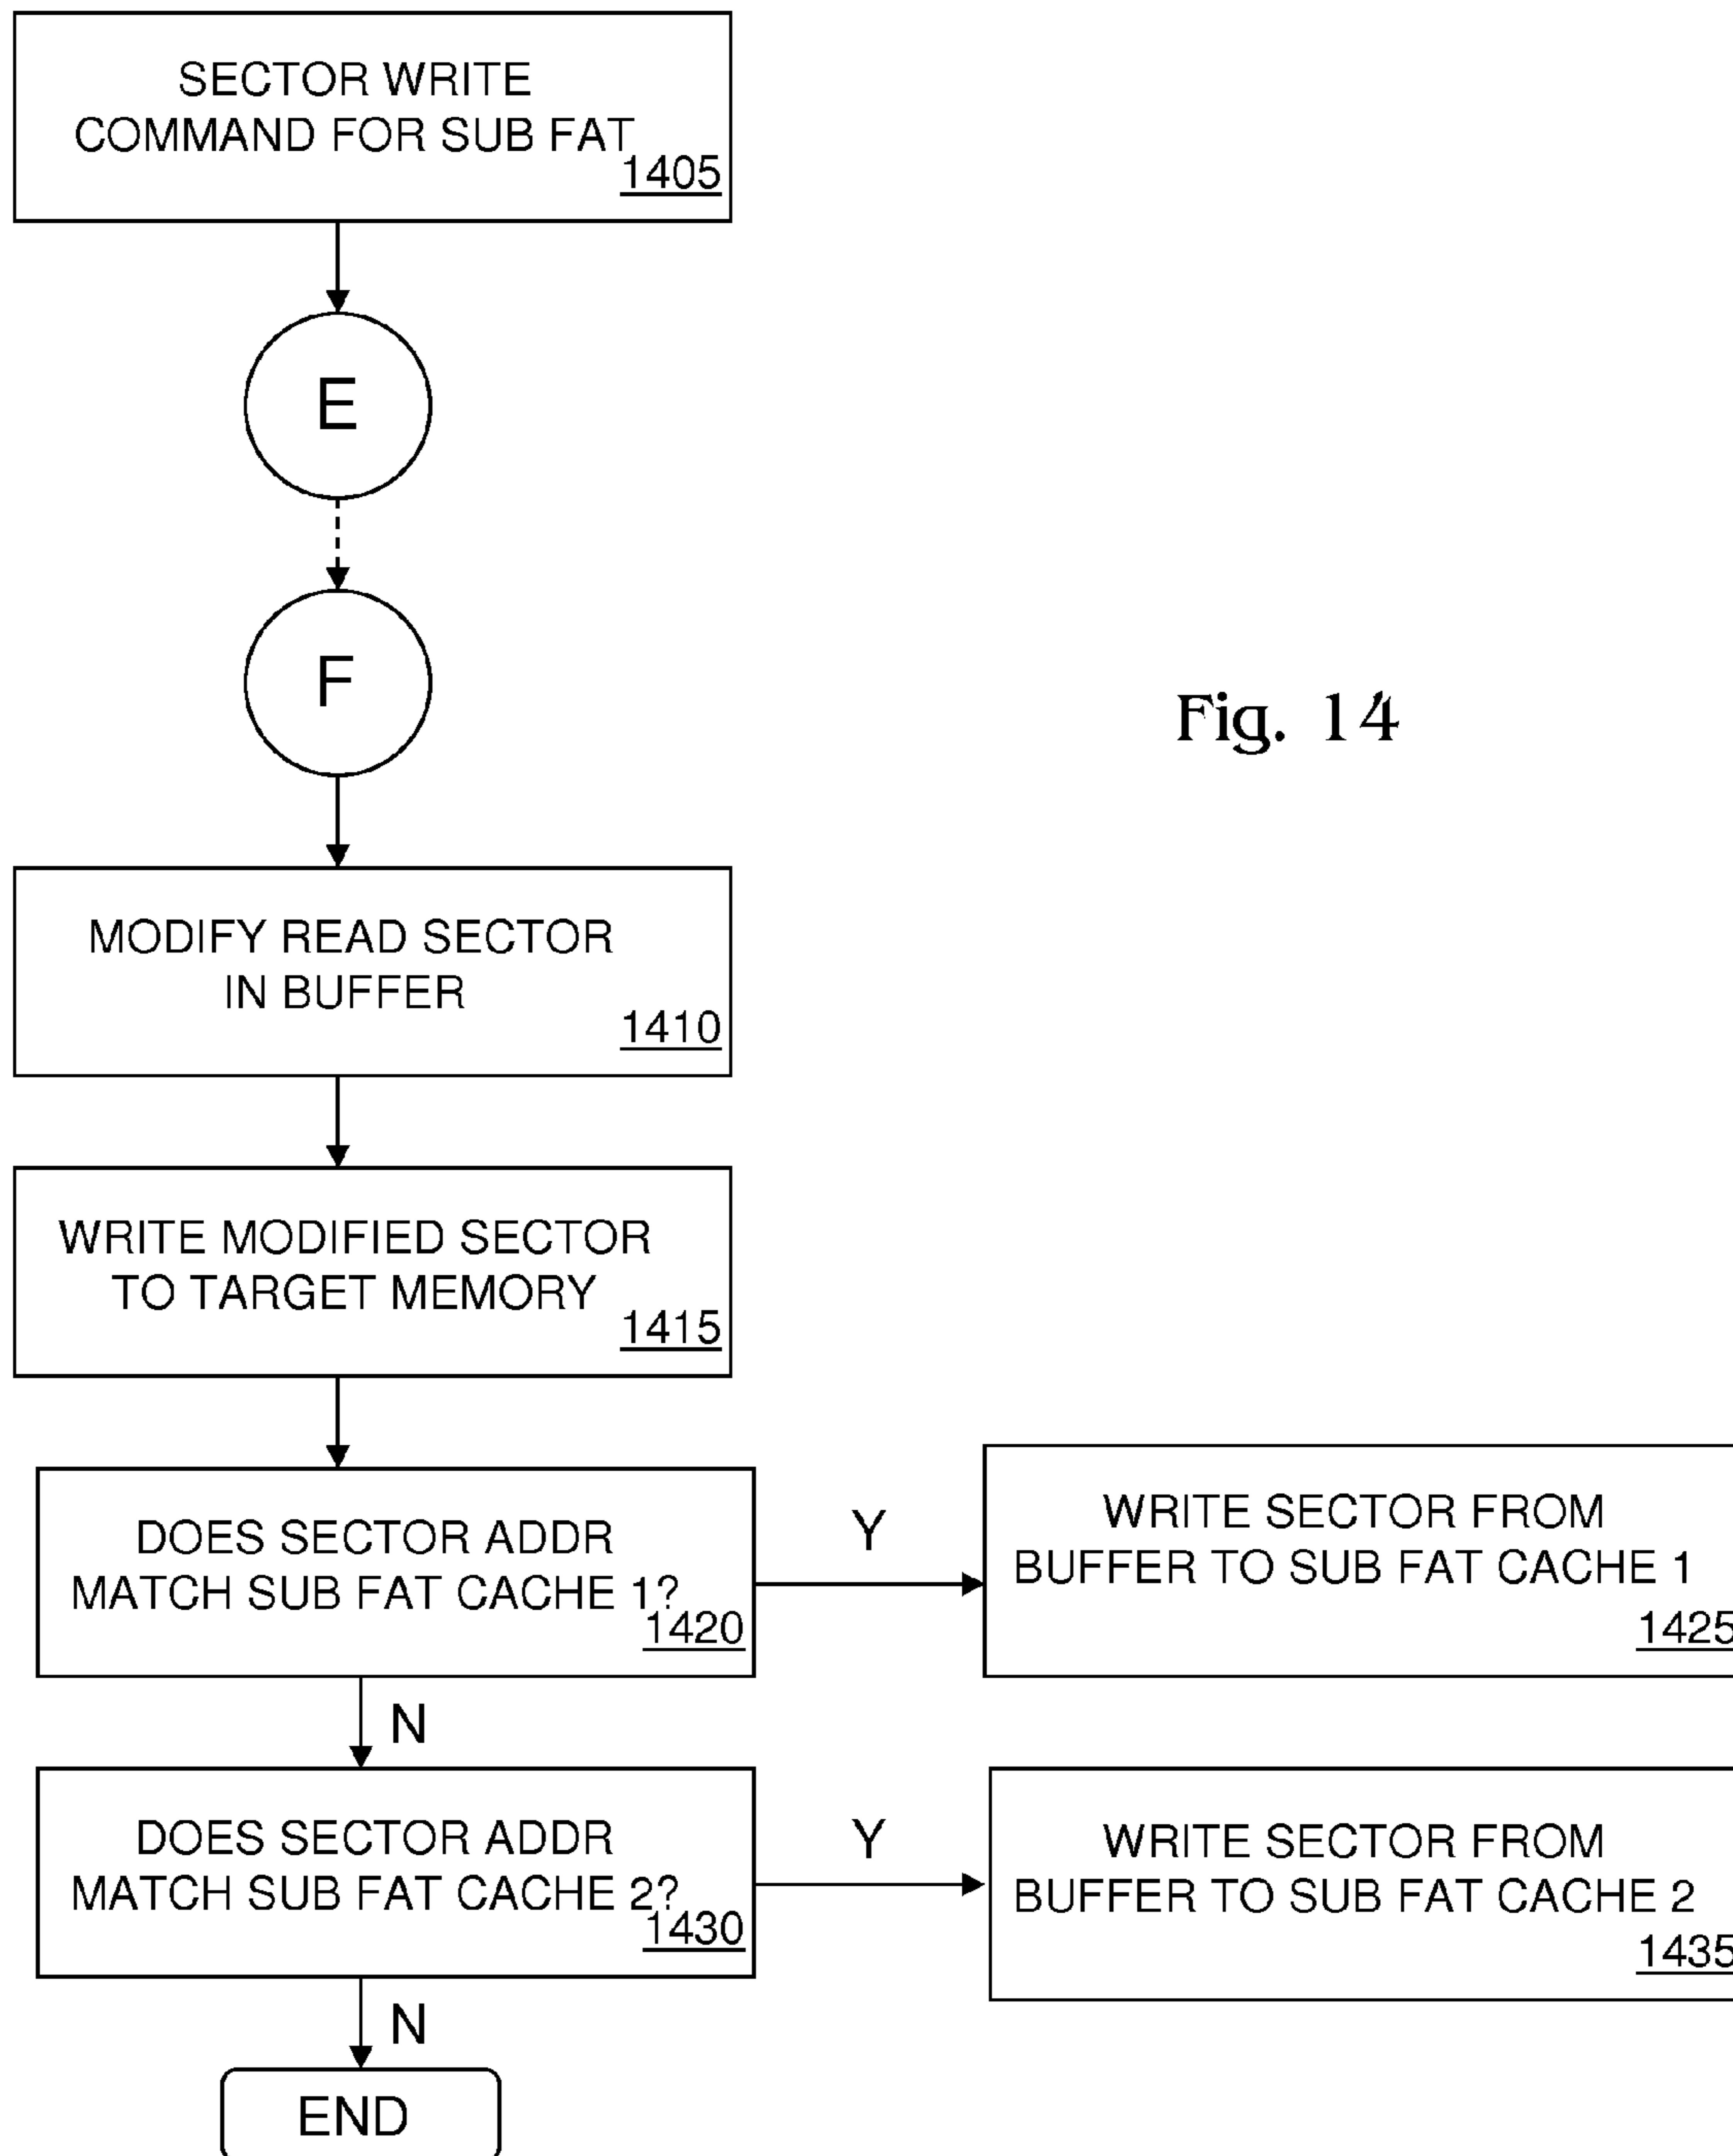 SECTOR WRITE
COMMAND FOR SUB FAT
1405
E
F
Fig. 14
MODIFY READ SECTOR
IN BUFFER
1410
WRITE MODIFIED SECTOR
TO TARGET MEMORY
1415
DOES SECTOR ADDR
MATCH SUB FAT CACHE 1?
1420
Y
WRITE SECTOR FROM
BUFFER TO SUB FAT CACHE 1
1425
N
DOES SECTOR ADDR
MATCH SUB FAT CACHE 2?
1430
Y
WRITE SECTOR FROM
BUFFER TO SUB FAT CACHE 2
1435
N
END